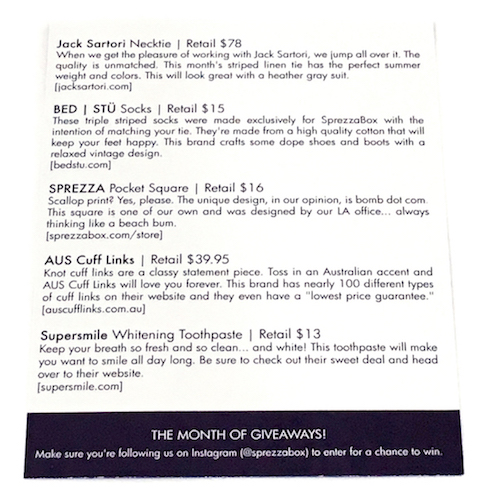 Jack Sartori Necktie | Retail $78
When we get the pleasure of working with Jack Sartori, we jump all over it. The
quality is unmatched. This month's striped linen tie has the perfect summer
weight and colors. This will look great with a heather gray suit.
[jacksartori.com]
BED | STÜ Socks | Retail $15
These triple striped socks were made exclusively for SprezzaBox with the
intention of matching your tie. They're made from a high quality cotton that will
keep your feet happy. This brand crafts some dope shoes and boots with a
relaxed vintage design.
[bedstu.com]
SPREZZA Pocket Square | Retail $16
Scallop print? Yes, please. The unique design, in our opinion, is bomb dot com.
This square is one of our own and was designed by our LA office... always
thinking like a beach bum.
[sprezzabox.com/store]
AUS Cuff Links | Retail $39.95
Knot cuff links are a classy statement piece. Toss in an Australian accent and
AUS Cuff Links will love you forever. This brand has nearly 100 different types
of cuff links on their website and they even have a "lowest price guarantee."
[auscufflinks.com.au]
Supersmile Whitening Toothpaste | Retail $13
Keep your breath so fresh and so clean... and white! This toothpaste will make
you want to smile all day long. Be sure to check out their sweet deal and head
over to their website.
[supersmile.com]
THE MONTH OF GIVEAWAYS!
Make sure you're following us on Instagram (@sprezzabox) to enter for a chance to win.